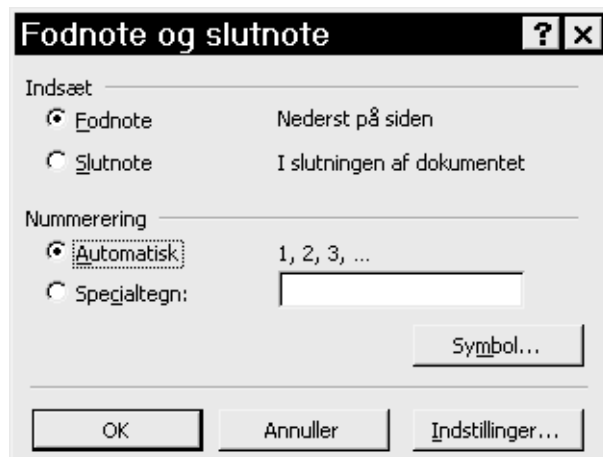 Fodnote og slutnote ? ×
Indsæt
Fodnote Nederst på siden
Slutnote I slutningen af dokumentet
Nummerering
Automatisk 1, 2, 3, ...
Specialtegn:
Symbol...
OK Annuller Indstillinger...